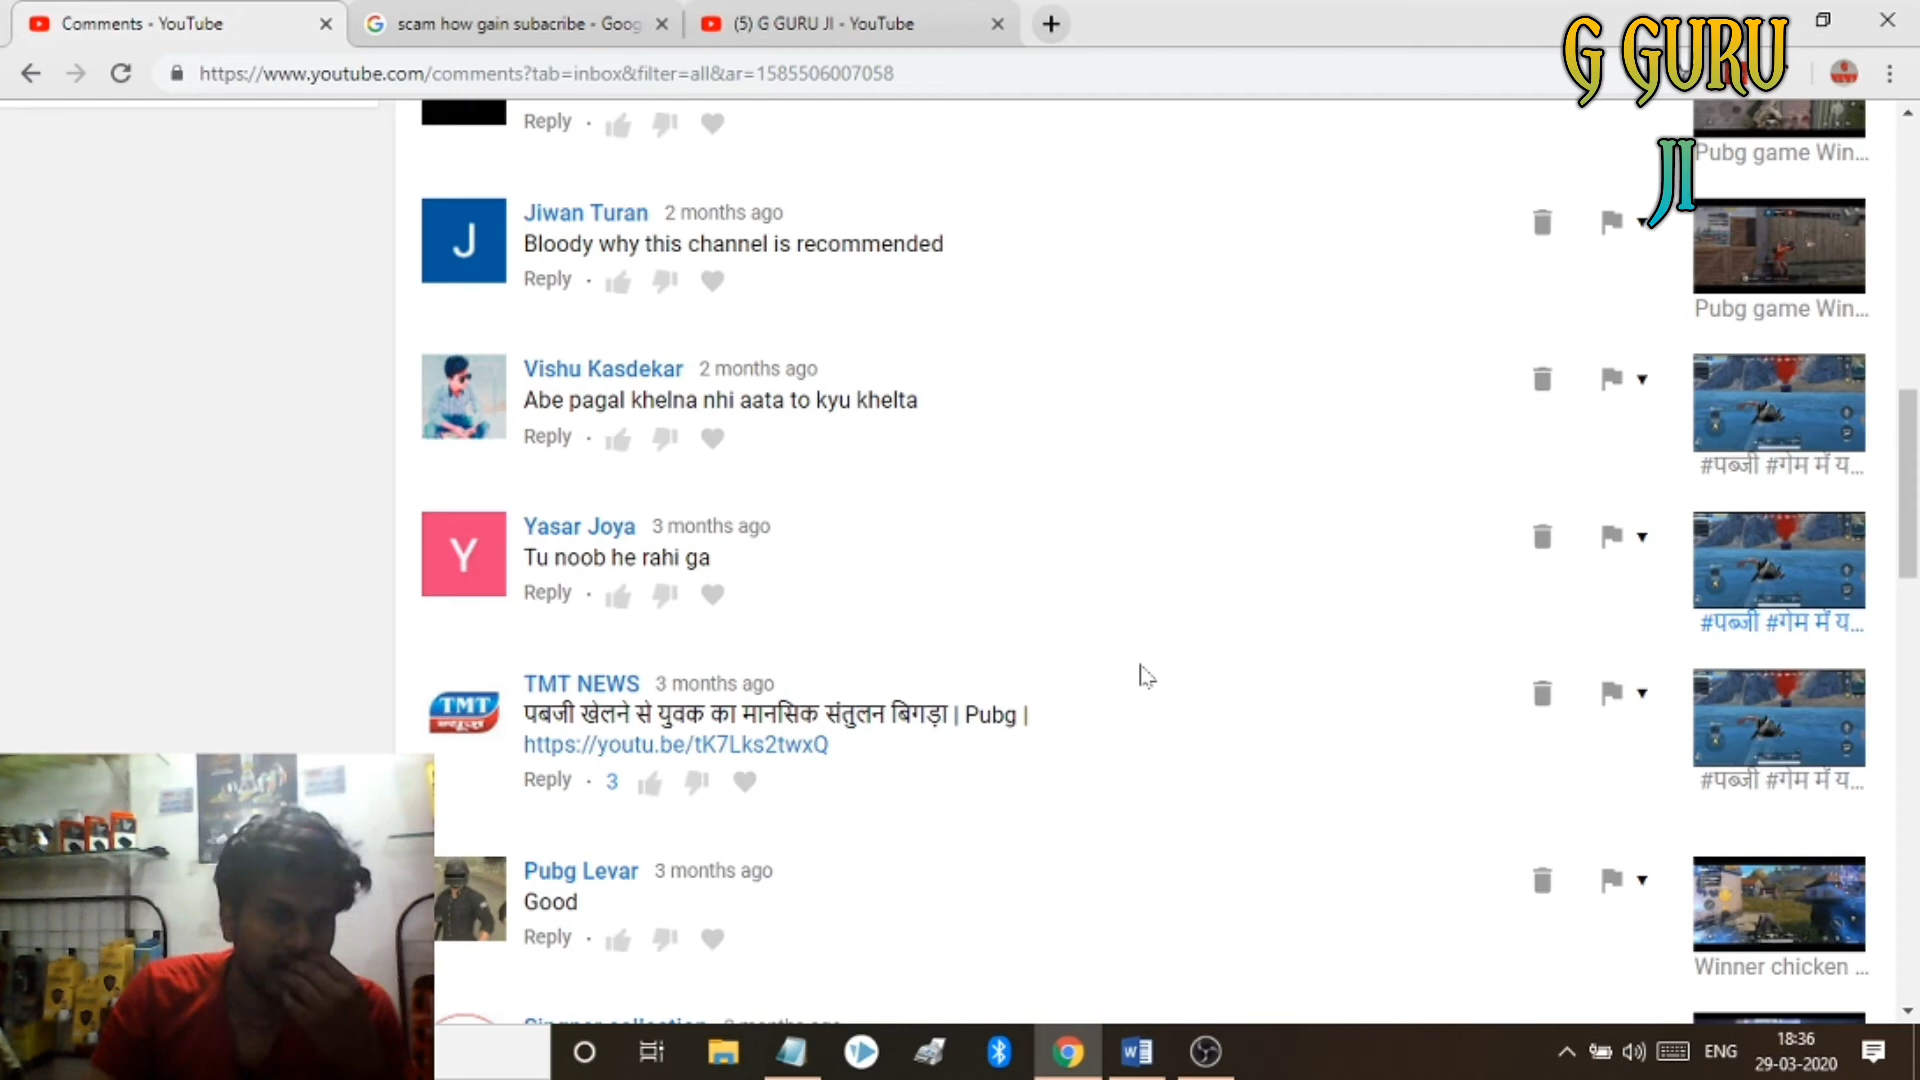 Comments - YouTube
scam how gain subacribe - Goog
(5) G GURU JI - YouTube
https://www.youtube.com/comments?tab=inbox&filter=all&ar=1585506007058
G GURU
JI
Reply
Pubg game Win...
Jiwan Turan 2 months ago
Bloody why this channel is recommended
Reply
Pubg game Win...
Vishu Kasdekar 2 months ago
Abe pagal khelna nhi aata to kyu khelta
Reply
#पब्जी #गेम में य...
Yasar Joya 3 months ago
Tu noob he rahi ga
Reply
#पब्जी #गेम में य...
TMT NEWS 3 months ago
पबजी खेलने से युवक का मानसिक संतुलन बिगड़ा | Pubg |
https://youtu.be/tK7Lks2twxQ
Reply · 3
#पब्जी #गेम में य...
J
Y
TMT
Pubg Levar 3 months ago
Good
Reply
Winner chicken ...
ENG
18:36
29-03-2020